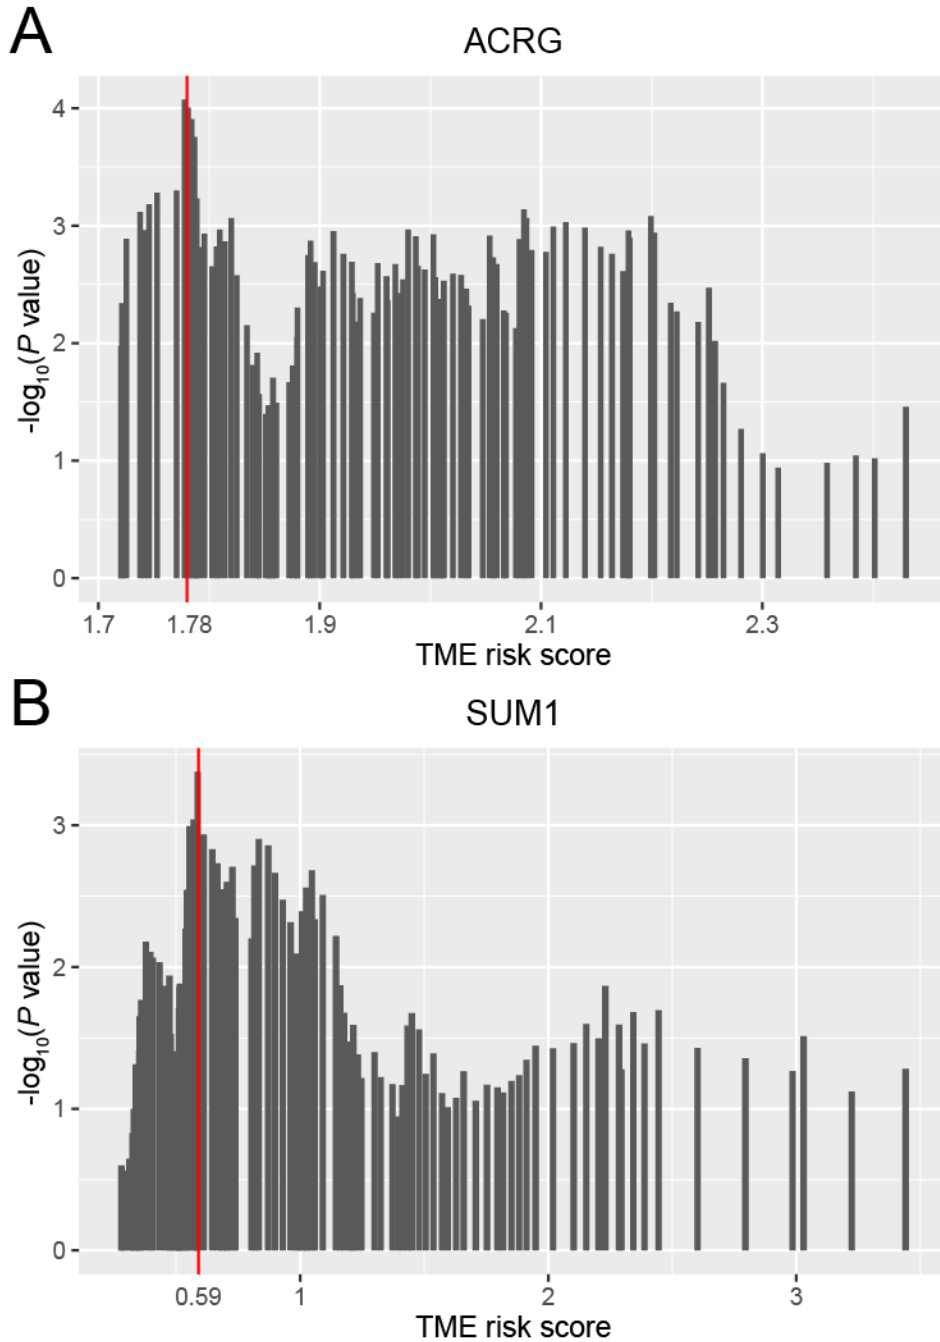 A
ACRG
4
3
2
1
0
-log₁₀(P value)
1.7 1.78 1.9 2.1 2.3
TME risk score
B
SUM1
3
2
1
0
-log₁₀(P value)
0.59 1 2 3
TME risk score